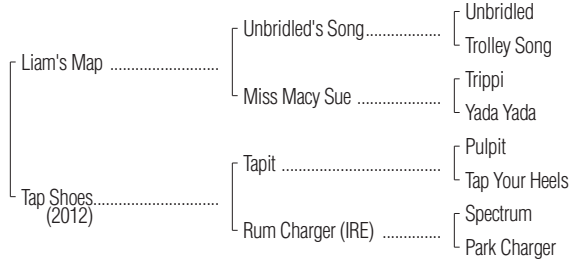 Unbridled
Unbridled's Song..................
Trolley Song
Liam's Map ..........................
Trippi
Miss Macy Sue ....................
Yada Yada
Pulpit
Tapit ......................................
Tap Your Heels
Tap Shoes..............................
(2012)
Spectrum
Rum Charger (IRE) ..............
Park Charger